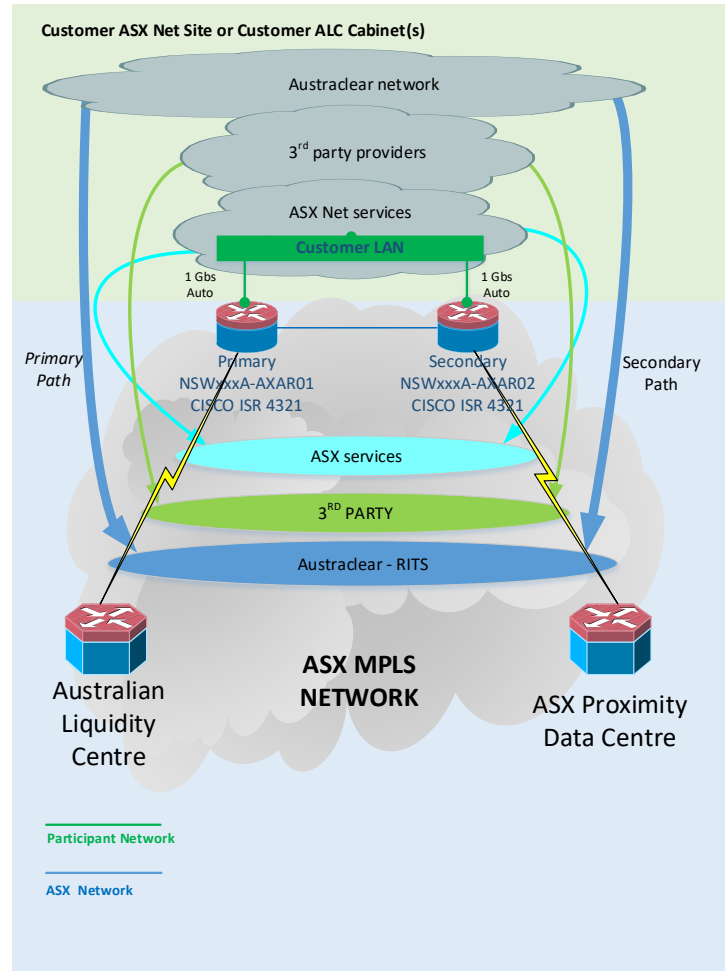 Customer ASX Net Site or Customer ALC Cabinet(s)
Austraclear network
3rd party providers
ASX Net services
Customer LAN
1 Gbs
Auto
1 Gbs
Auto
Primary
Path
Primary
NSWxxxA-AXAR01
CISCO ISR 4321
Secondary
NSWxxxA-AXAR02
CISCO ISR 4321
Secondary
Path
ASX services
3RD PARTY
Austraclear - RITS
Australian
Liquidity
Centre
ASX MPLS
NETWORK
ASX Proximity
Data Centre
Participant Network
ASX Network